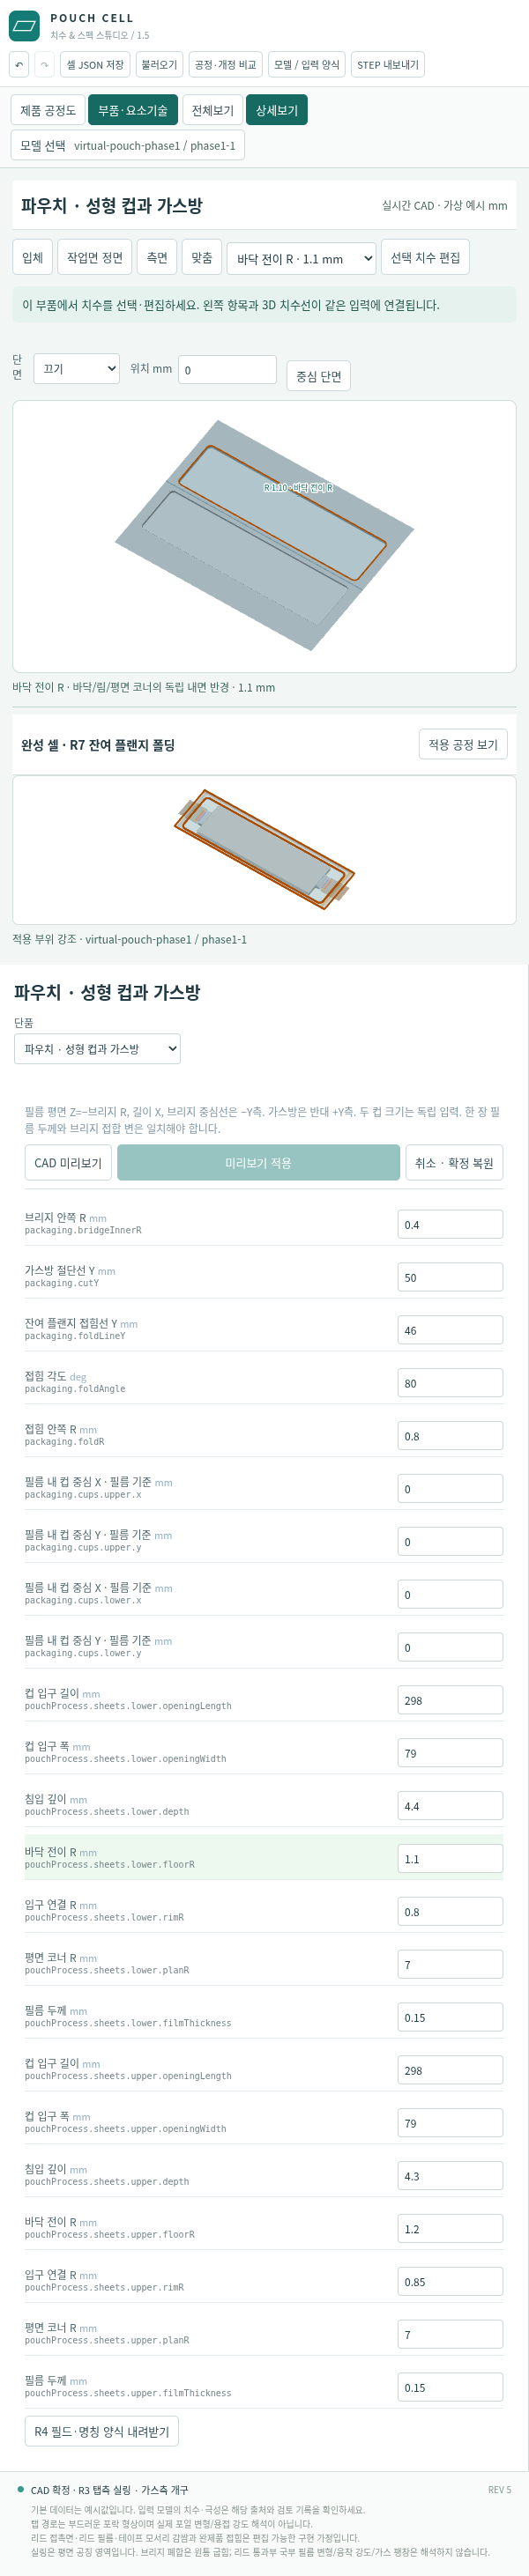 POUCH CELL
치수 & 스펙 스튜디오 / 1.5
↶ ↷ 셀 JSON 저장 불러오기 공정·개정 비교 모델 / 입력 양식 STEP 내보내기
제품 공정도 부품·요소기술 전체보기 상세보기
모델 선택 virtual-pouch-phase1 / phase1-1
파우치 · 성형 컵과 가스방 실시간 CAD · 가상 예시 mm
입체 작업면 정면 측면 맞춤 바닥 전이 R · 1.1 mm 선택 치수 편집
이 부품에서 치수를 선택·편집하세요. 왼쪽 항목과 3D 치수선이 같은 입력에 연결됩니다.
단면 끄기 위치 mm 0 중심 단면
R 1.10 · 바닥 전이 R
바닥 전이 R · 바닥/림/평면 코너의 독립 내면 반경 · 1.1 mm
완성 셀 · R7 잔여 플랜지 폴딩 적용 공정 보기
적용 부위 강조 · virtual-pouch-phase1 / phase1-1
파우치 · 성형 컵과 가스방
단품
파우치 · 성형 컵과 가스방
필름 평면 Z=−브리지 R, 길이 X, 브리지 중심선은 −Y측. 가스방은 반대 +Y측. 두 컵 크기는 독립 입력. 한 장 필
름 두께와 브리지 접합 변은 일치해야 합니다.
CAD 미리보기 미리보기 적용 취소 · 확정 복원
브리지 안쪽 R mm
packaging.bridgeInnerR
0.4
가스방 절단선 Y mm
packaging.cutY
50
잔여 플랜지 접힘선 Y mm
packaging.foldLineY
46
접힘 각도 deg
packaging.foldAngle
80
접힘 안쪽 R mm
packaging.foldR
0.8
필름 내 컵 중심 X · 필름 기준 mm
packaging.cups.upper.x
0
필름 내 컵 중심 Y · 필름 기준 mm
packaging.cups.upper.y
0
필름 내 컵 중심 X · 필름 기준 mm
packaging.cups.lower.x
0
필름 내 컵 중심 Y · 필름 기준 mm
packaging.cups.lower.y
0
컵 입구 길이 mm
pouchProcess.sheets.lower.openingLength
298
컵 입구 폭 mm
pouchProcess.sheets.lower.openingWidth
79
침입 깊이 mm
pouchProcess.sheets.lower.depth
4.4
바닥 전이 R mm
pouchProcess.sheets.lower.floorR
1.1
입구 연결 R mm
pouchProcess.sheets.lower.rimR
0.8
평면 코너 R mm
pouchProcess.sheets.lower.planR
7
필름 두께 mm
pouchProcess.sheets.lower.filmThickness
0.15
컵 입구 길이 mm
pouchProcess.sheets.upper.openingLength
298
컵 입구 폭 mm
pouchProcess.sheets.upper.openingWidth
79
침입 깊이 mm
pouchProcess.sheets.upper.depth
4.3
바닥 전이 R mm
pouchProcess.sheets.upper.floorR
1.2
입구 연결 R mm
pouchProcess.sheets.upper.rimR
0.85
평면 코너 R mm
pouchProcess.sheets.upper.planR
7
필름 두께 mm
pouchProcess.sheets.upper.filmThickness
0.15
R4 필드·명칭 양식 내려받기
CAD 확정 · R3 탭측 실링 · 가스측 개구 REV 5
기본 데이터는 예시값입니다. 입력 모델의 치수·극성은 해당 출처와 검토 기록을 확인하세요.
탭 경로는 부드러운 포락 형상이며 실제 포일 변형/용접 강도 해석이 아닙니다.
리드 접촉면·리드 필름·테이프 모서리 감쌈과 완제품 접힘은 편집 가능한 구현 가정입니다.
실링은 평면 공칭 영역입니다. 브리지 폐합은 원통 굽힘; 리드 통과부 국부 필름 변형/융착 강도/가스 팽창은 해석하지 않습니다.